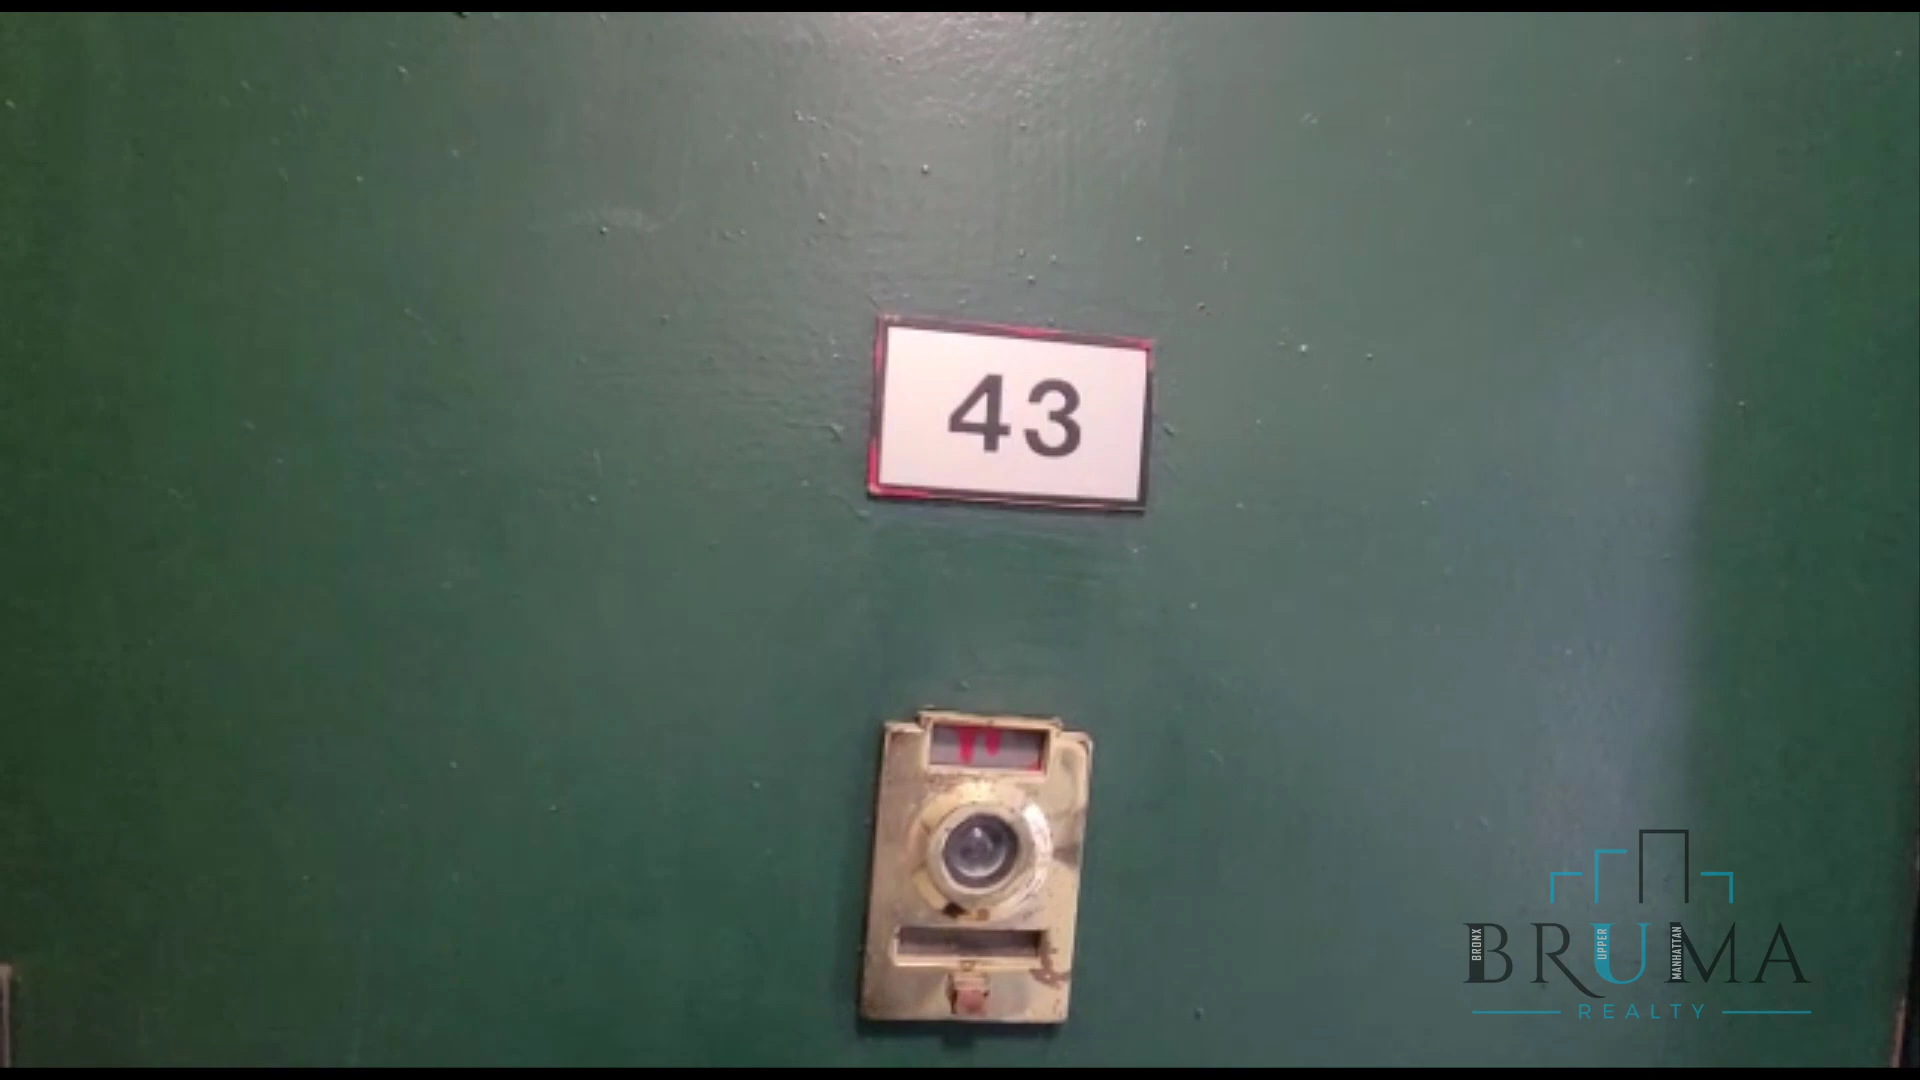 43
BRONX UPPER MANHATTAN
BRUMA
REALTY